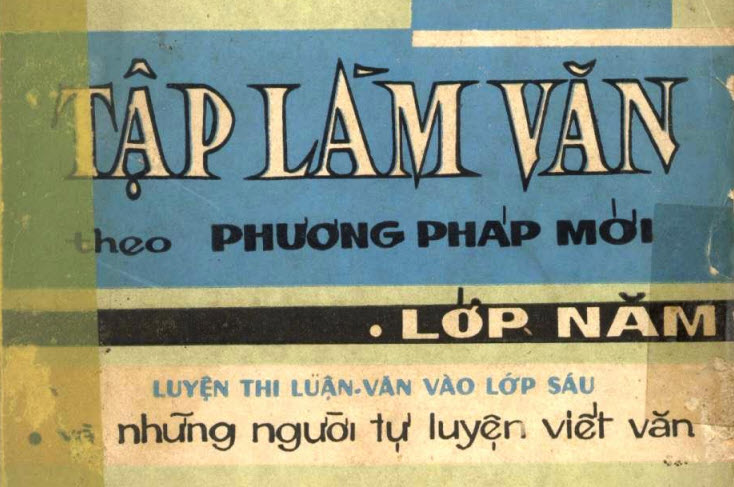 TẬP LÀM VĂN
theo PHƯƠNG PHÁP MỚI
• LỚP NĂM
LUYỆN THI LUẬN-VĂN VÀO LỚP SÁU
• và những người tự luyện viết văn